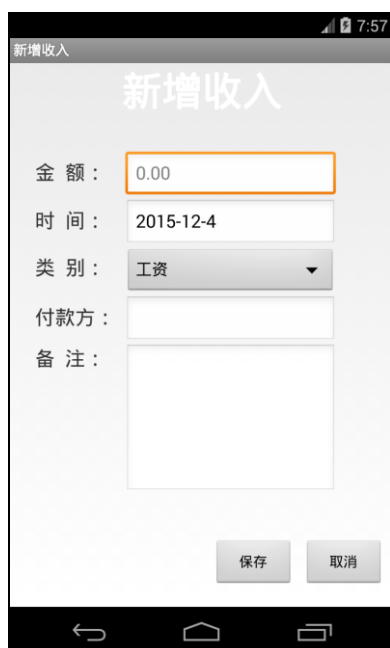 7:57
新增收入
新增收入
金 额： 0.00
时 间： 2015-12-4
类 别： 工资
付款方：
备 注：
保存 取消